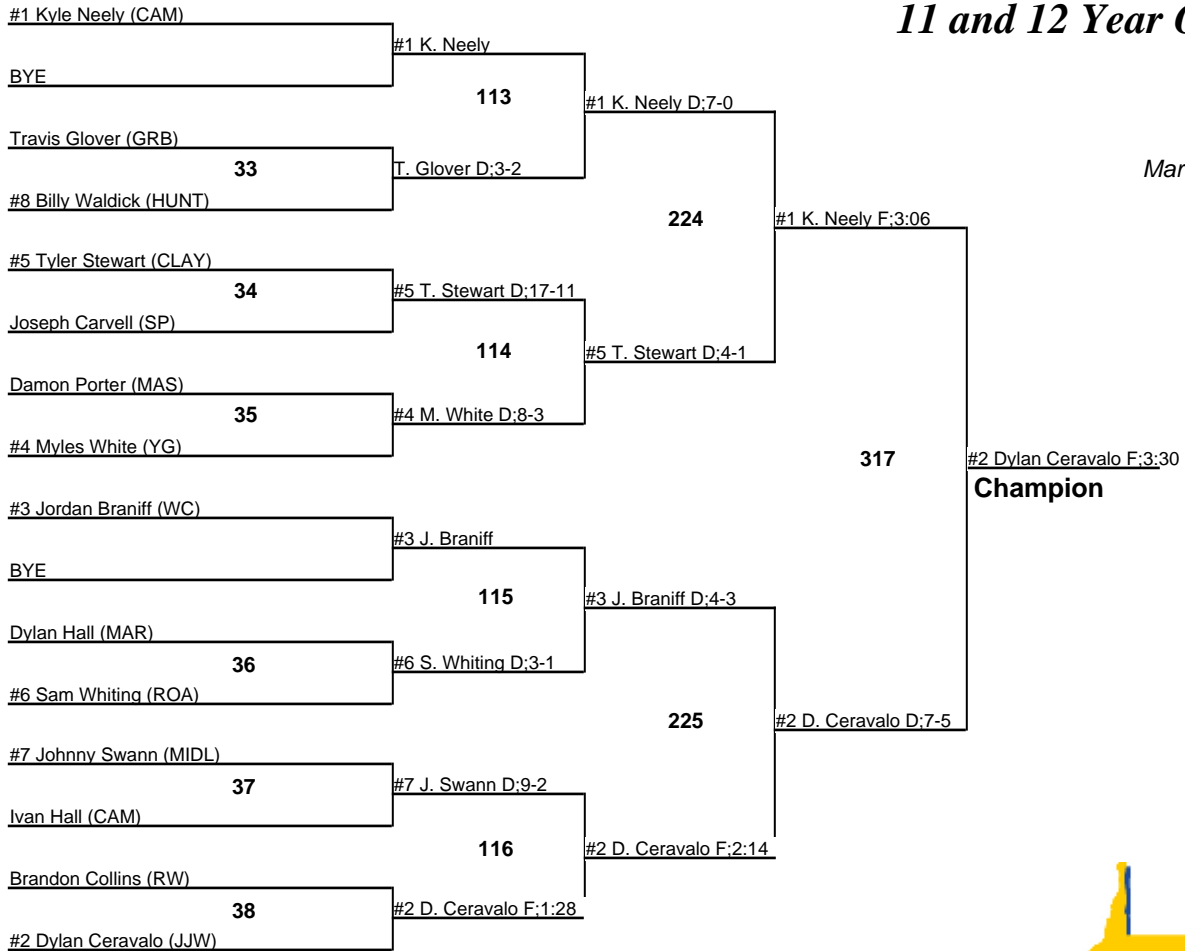 #1 Kyle Neely (CAM)
11 and 12 Year
#1 K. Neely
BYE
113
#1 K. Neely D;7-0
Travis Glover (GRB)
33
T. Glover D;3-2
Mar
#8 Billy Waldick (HUNT)
224
#1 K. Neely F;3:06
#5 Tyler Stewart (CLAY)
34
#5 T. Stewart D;17-11
Joseph Carvell (SP)
114
#5 T. Stewart D;4-1
Damon Porter (MAS)
35
#4 M. White D;8-3
#4 Myles White (YG)
317
#2 Dylan Ceravalo F;3:30
Champion
#3 Jordan Braniff (WC)
#3 J. Braniff
BYE
115
#3 J. Braniff D;4-3
Dylan Hall (MAR)
36
#6 S. Whiting D;3-1
#6 Sam Whiting (ROA)
225
#2 D. Ceravalo D;7-5
#7 Johnny Swann (MIDL)
37
#7 J. Swann D;9-2
Ivan Hall (CAM)
116
#2 D. Ceravalo F;2:14
Brandon Collins (RW)
38
#2 D. Ceravalo F;1:28
#2 Dylan Ceravalo (JJW)